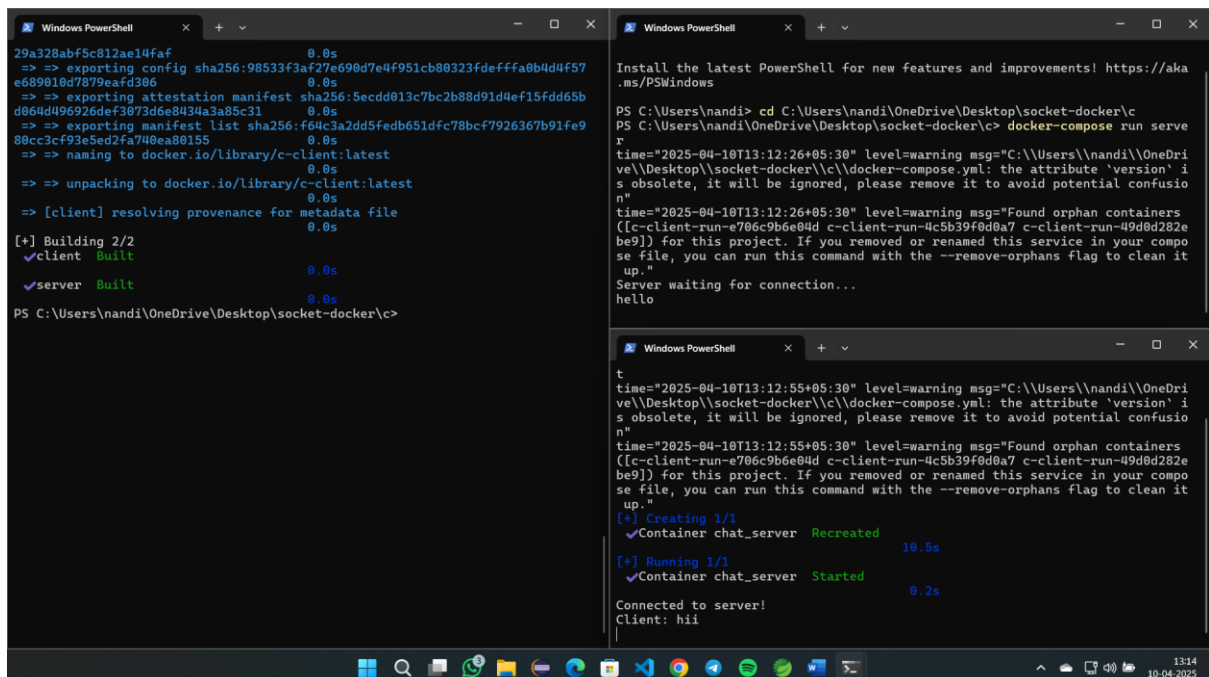 Windows PowerShell
29a328abf5c812ae14faf 0.0s
=> => exporting config sha256:98533f3af27e690d7e4f951cb80323fdefffa0b4d4f57
e689010d7879eafd306 0.0s
=> => exporting attestation manifest sha256:5ecdd013c7bc2b88d91d4ef15fdd65b
d064d496926def3073d6e8434a3a85c31 0.0s
=> => exporting manifest list sha256:f64c3a2dd5fedb651dfc78bcf7926367b91fe9
80cc3cf93e5ed2fa740ea80155 0.0s
=> => naming to docker.io/library/c-client:latest
0.0s
=> => unpacking to docker.io/library/c-client:latest
0.0s
=> [client] resolving provenance for metadata file
0.0s
[+] Building 2/2
✔client Built
0.0s
✔server Built
0.0s
PS C:\Users\nandi\OneDrive\Desktop\socket-docker\c>
Windows PowerShell
Install the latest PowerShell for new features and improvements! https://aka
.ms/PSWindows
PS C:\Users\nandi> cd C:\Users\nandi\OneDrive\Desktop\socket-docker\c
PS C:\Users\nandi\OneDrive\Desktop\socket-docker\c> docker-compose run serve
r
time="2025-04-10T13:12:26+05:30" level=warning msg="C:\\Users\\nandi\\OneDri
ve\\Desktop\\socket-docker\\c\\docker-compose.yml: the attribute `version` i
s obsolete, it will be ignored, please remove it to avoid potential confusio
n"
time="2025-04-10T13:12:26+05:30" level=warning msg="Found orphan containers
([c-client-run-e706c9b6e04d c-client-run-4c5b39f0d0a7 c-client-run-49d0d282e
be9]) for this project. If you removed or renamed this service in your compo
se file, you can run this command with the --remove-orphans flag to clean it
up."
Server waiting for connection...
hello
Windows PowerShell
t
time="2025-04-10T13:12:55+05:30" level=warning msg="C:\\Users\\nandi\\OneDri
ve\\Desktop\\socket-docker\\c\\docker-compose.yml: the attribute `version` i
s obsolete, it will be ignored, please remove it to avoid potential confusio
n"
time="2025-04-10T13:12:55+05:30" level=warning msg="Found orphan containers
([c-client-run-e706c9b6e04d c-client-run-4c5b39f0d0a7 c-client-run-49d0d282e
be9]) for this project. If you removed or renamed this service in your compo
se file, you can run this command with the --remove-orphans flag to clean it
up."
[+] Creating 1/1
✔Container chat_server Recreated
10.5s
[+] Running 1/1
✔Container chat_server Started
0.2s
Connected to server!
Client: hii
3
13:14
10-04-2025